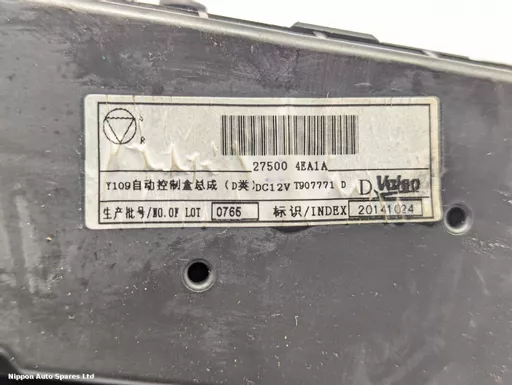 R
27500 4EA1A
Y109自动控制盒总成(D类) DC12V T907771 D D Valeo
生产批号/NO.OF LOT 0766 标识/INDEX 20141024
Nippon Auto Spares Ltd